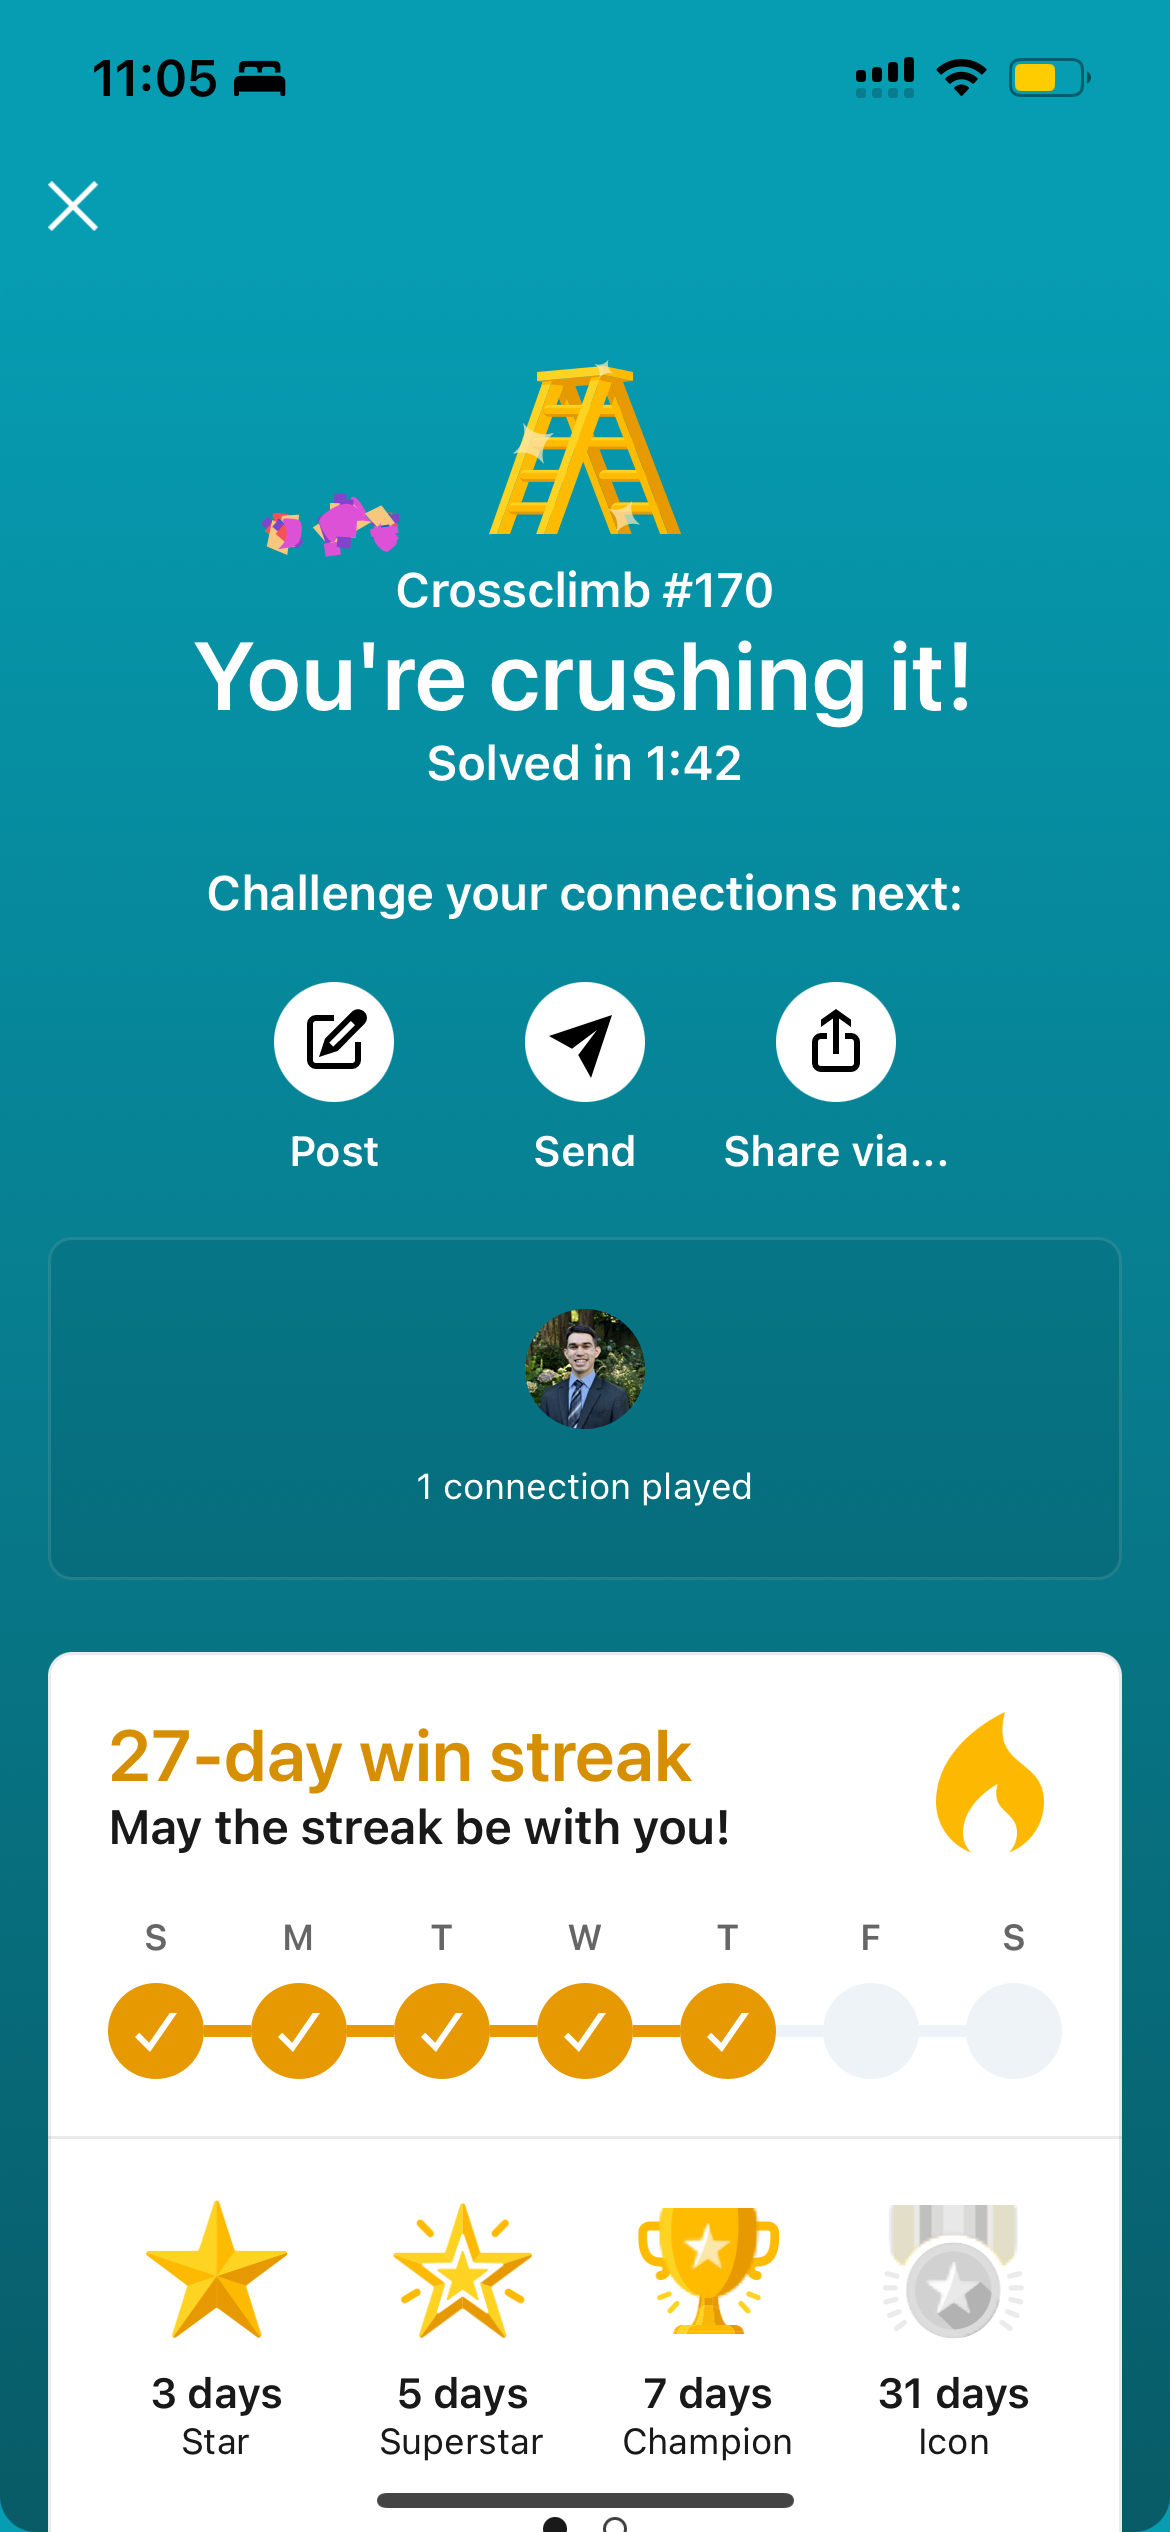 11:05
Crossclimb #170
You're crushing it!
Solved in 1:42
Challenge your connections next:
Post
Send
Share via...
1 connection played
27-day win streak
May the streak be with you!
S M T W T F S
3 days 5 days 7 days 31 days
Star Superstar Champion Icon